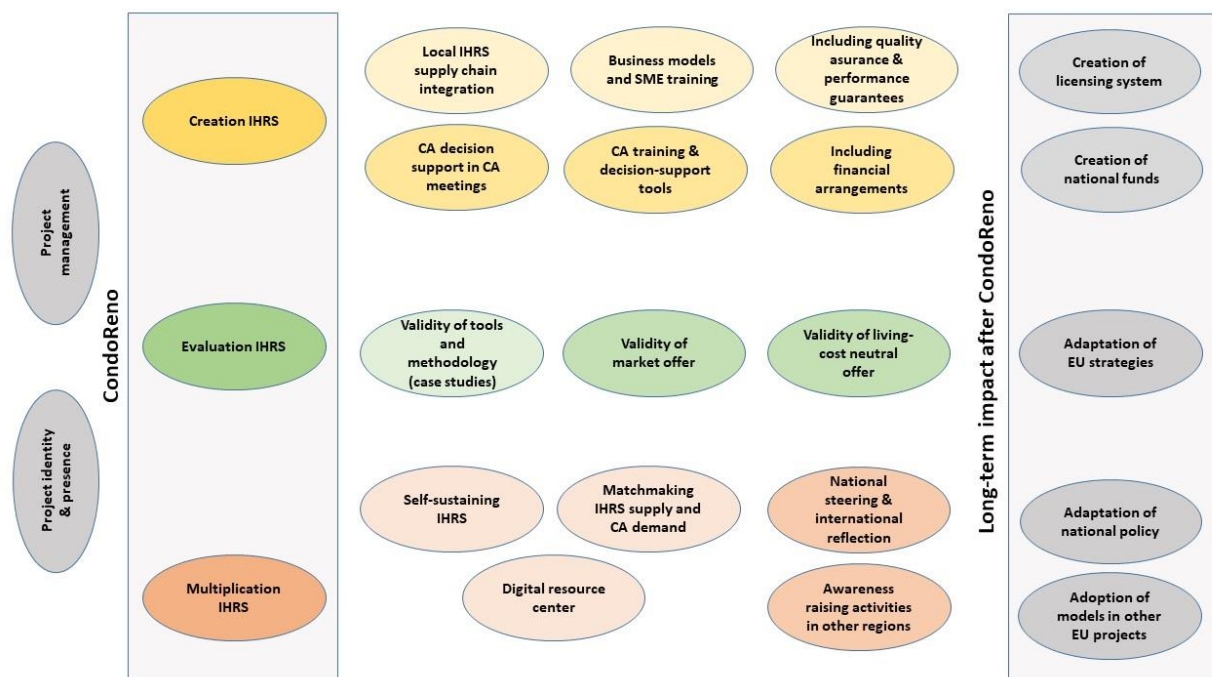 Project
management
Project identity
& presence
CondoReno
Creation IHRS
Evaluation IHRS
Multiplication
IHRS
Local IHRS
supply chain
integration
Business models
and SME training
Including quality
asurance &
performance
guarantees
CA decision
support in CA
meetings
CA training &
decision-support
tools
Including
financial
arrangements
Validity of tools
and
methodology
(case studies)
Validity of
market offer
Validity of living-
cost neutral
offer
Self-sustaining
IHRS
Matchmaking
IHRS supply and
CA demand
National
steering &
international
reflection
Digital resource
center
Awareness
raising activities
in other regions
Long-term impact after CondoReno
Creation of
licensing system
Creation of
national funds
Adaptation of
EU strategies
Adaptation of
national policy
Adoption of
models in other
EU projects